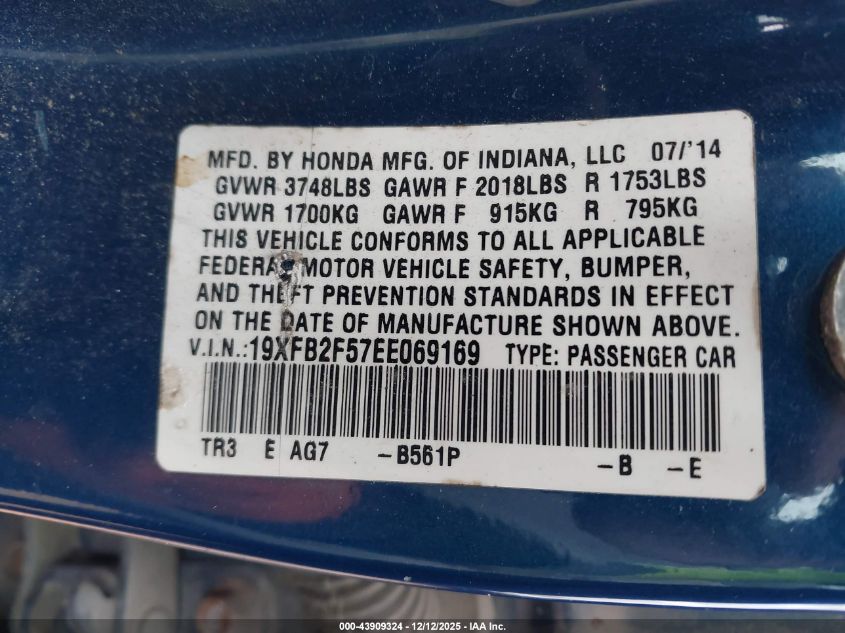 MFD. BY HONDA MFG. OF INDIANA, LLC 07/'14
GVWR 3748LBS GAWR F 2018LBS R 1753LBS
GVWR 1700KG GAWR F 915KG R 795KG
THIS VEHICLE CONFORMS TO ALL APPLICABLE
FEDERAL MOTOR VEHICLE SAFETY, BUMPER,
AND THEFT PREVENTION STANDARDS IN EFFECT
ON THE DATE OF MANUFACTURE SHOWN ABOVE.
V.I.N.:19XFB2F57EE069169 TYPE: PASSENGER CAR
TR3 E AG7 -B561P -B -E
000-43909324 - 12/12/2025 - IAA Inc.